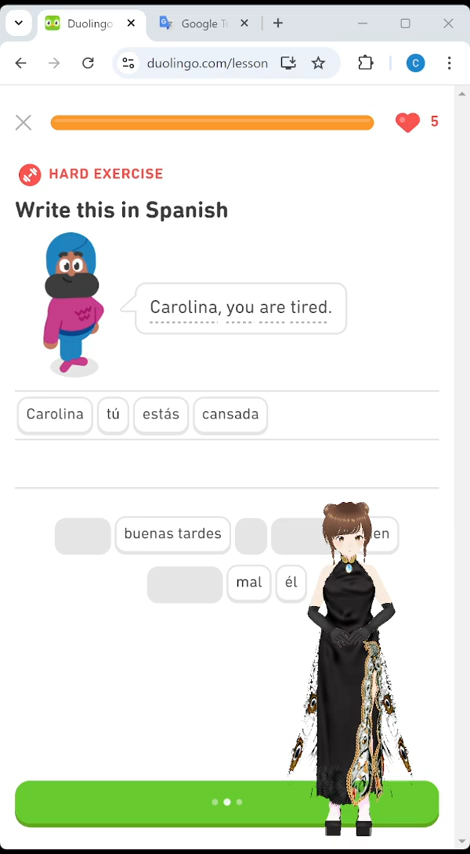 Duolingo
Google T
duolingo.com/lesson
C
5
HARD EXERCISE
Write this in Spanish
Carolina, you are tired.
Carolina tú estás cansada
buenas tardes
mal él